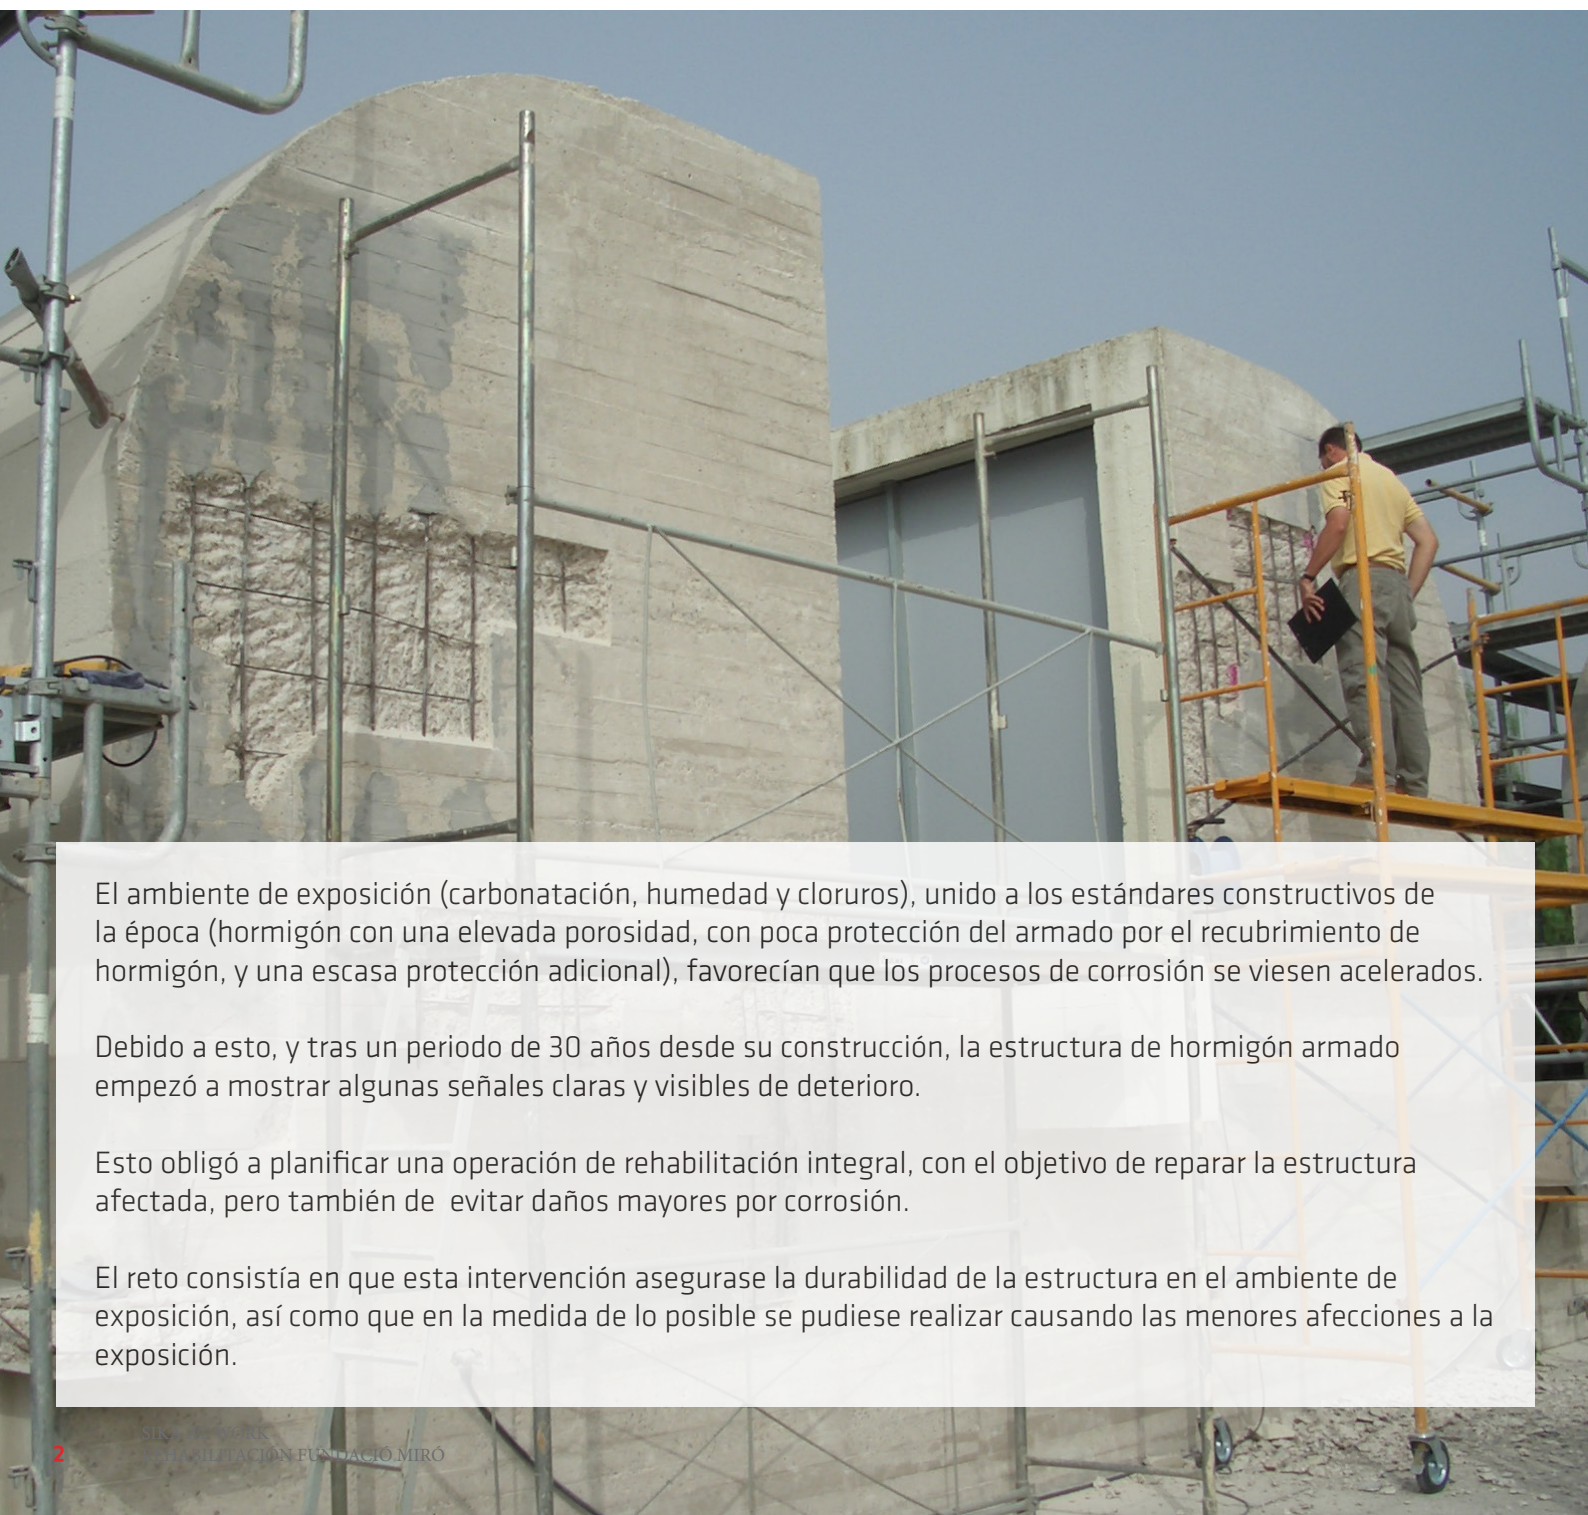 El ambiente de exposición (carbonatación, humedad y cloruros), unido a los estándares constructivos de
la época (hormigón con una elevada porosidad, con poca protección del armado por el recubrimiento de
hormigón, y una escasa protección adicional), favorecían que los procesos de corrosión se viesen acelerados.
Debido a esto, y tras un periodo de 30 años desde su construcción, la estructura de hormigón armado
empezó a mostrar algunas señales claras y visibles de deterioro.
Esto obligó a planificar una operación de rehabilitación integral, con el objetivo de reparar la estructura
afectada, pero también de evitar daños mayores por corrosión.
El reto consistía en que esta intervención asegurase la durabilidad de la estructura en el ambiente de
exposición, así como que en la medida de lo posible se pudiese realizar causando las menores afecciones a la
exposición.
SIKA AT WORK
2 REHABILITACIÓN FUNDACIÓ MIRÓ